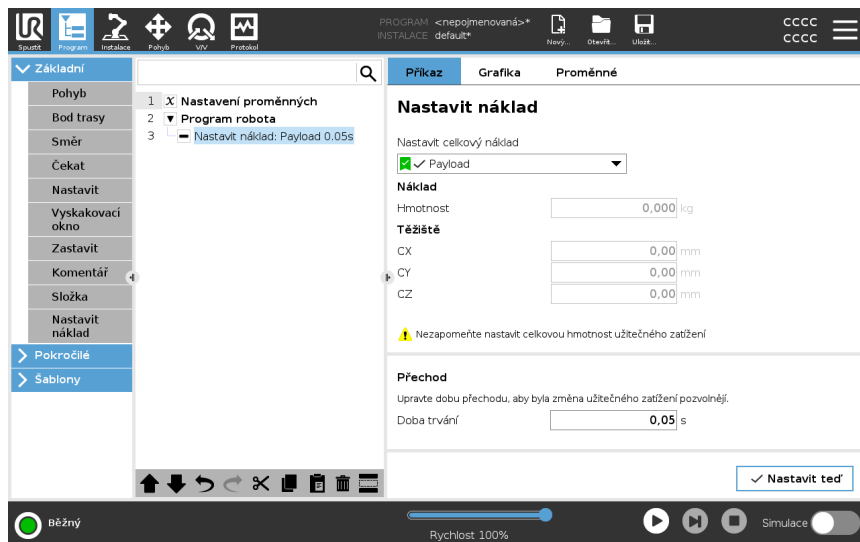 PROGRAM <nepojmenovaná>*
INSTALACE default*
CCCC
CCCC
Spustit Program Instalace Pohyb V/V Protokol Nový... Otevřít... Uložit...
Základní
Pohyb
Bod trasy
Směr
Čekat
Nastavit
Vyskakovací
okno
Zastavit
Komentář
Složka
Nastavit
náklad
Pokročilé
Šablony
1 X Nastavení proměnných
2 Program robota
3 Nastavit náklad: Payload 0.05s
Příkaz Grafika Proměnné
Nastavit náklad
Nastavit celkový náklad
Payload
Náklad
Hmotnost 0,000 kg
Těžiště
CX 0,00 mm
CY 0,00 mm
CZ 0,00 mm
Nezapomeňte nastavit celkovou hmotnost užitečného zatížení
Přechod
Upravte dobu přechodu, aby byla změna užitečného zatížení pozvolnější.
Doba trvání 0,05 s
Nastavit teď
Běžný
Rychlost 100%
Simulace